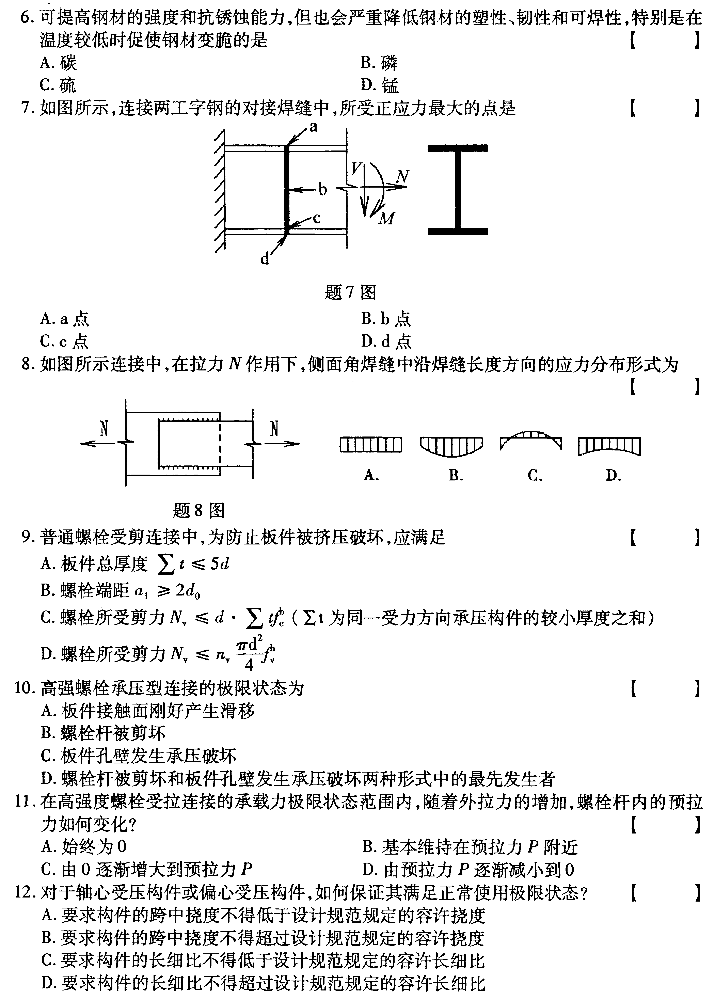 6. 可提高钢材的强度和抗锈蚀能力,但也会严重降低钢材的塑性、韧性和可焊性,特别是在
温度较低时促使钢材变脆的是 【 】
A. 碳 B. 磷
C. 硫 D. 锰
7. 如图所示,连接两工字钢的对接焊缝中,所受正应力最大的点是 【 】
a
V N
b
c M
d
题7图
A. a 点 B. b 点
C. c 点 D. d 点
8. 如图所示连接中,在拉力 N 作用下,侧面角焊缝中沿焊缝长度方向的应力分布形式为
【 】
N N
A. B. C. D.
题8图
9. 普通螺栓受剪连接中,为防止板件被挤压破坏,应满足 【 】
A. 板件总厚度 ∑t ≤ 5d
B. 螺栓端距 a₁ ≥ 2d₀
C. 螺栓所受剪力 Nᵥ ≤ d · ∑tf_c^b (∑t 为同一受力方向承压构件的较小厚度之和)
D. 螺栓所受剪力 Nᵥ ≤ nᵥ πd²/4 f_v^b
10. 高强螺栓承压型连接的极限状态为 【 】
A. 板件接触面刚好产生滑移
B. 螺栓杆被剪坏
C. 板件孔壁发生承压破坏
D. 螺栓杆被剪坏和板件孔壁发生承压破坏两种形式中的最先发生者
11. 在高强度螺栓受拉连接的承载力极限状态范围内,随着外拉力的增加,螺栓杆内的预拉
力如何变化? 【 】
A. 始终为0 B. 基本维持在预拉力 P 附近
C. 由0逐渐增大到预拉力 P D. 由预拉力 P 逐渐减小到0
12. 对于轴心受压构件或偏心受压构件,如何保证其满足正常使用极限状态? 【 】
A. 要求构件的跨中挠度不得低于设计规范规定的容许挠度
B. 要求构件的跨中挠度不得超过设计规范规定的容许挠度
C. 要求构件的长细比不得低于设计规范规定的容许长细比
D. 要求构件的长细比不得超过设计规范规定的容许长细比